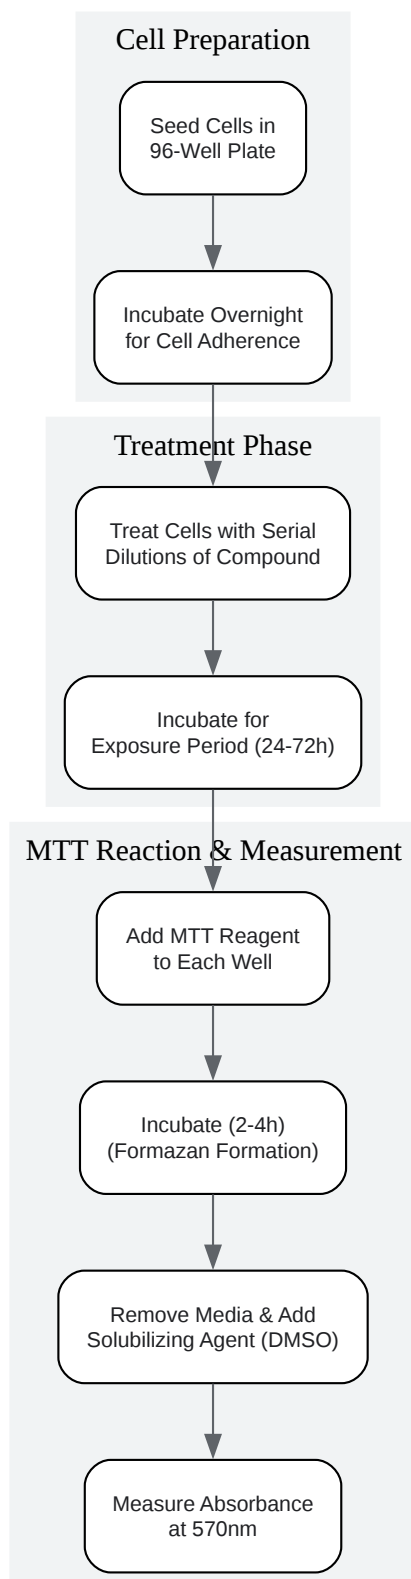 Cell Preparation
Seed Cells in
96-Well Plate
Incubate Overnight
for Cell Adherence
Treatment Phase
Treat Cells with Serial
Dilutions of Compound
Incubate for
Exposure Period (24-72h)
MTT Reaction & Measurement
Add MTT Reagent
to Each Well
Incubate (2-4h)
(Formazan Formation)
Remove Media & Add
Solubilizing Agent (DMSO)
Measure Absorbance
at 570nm